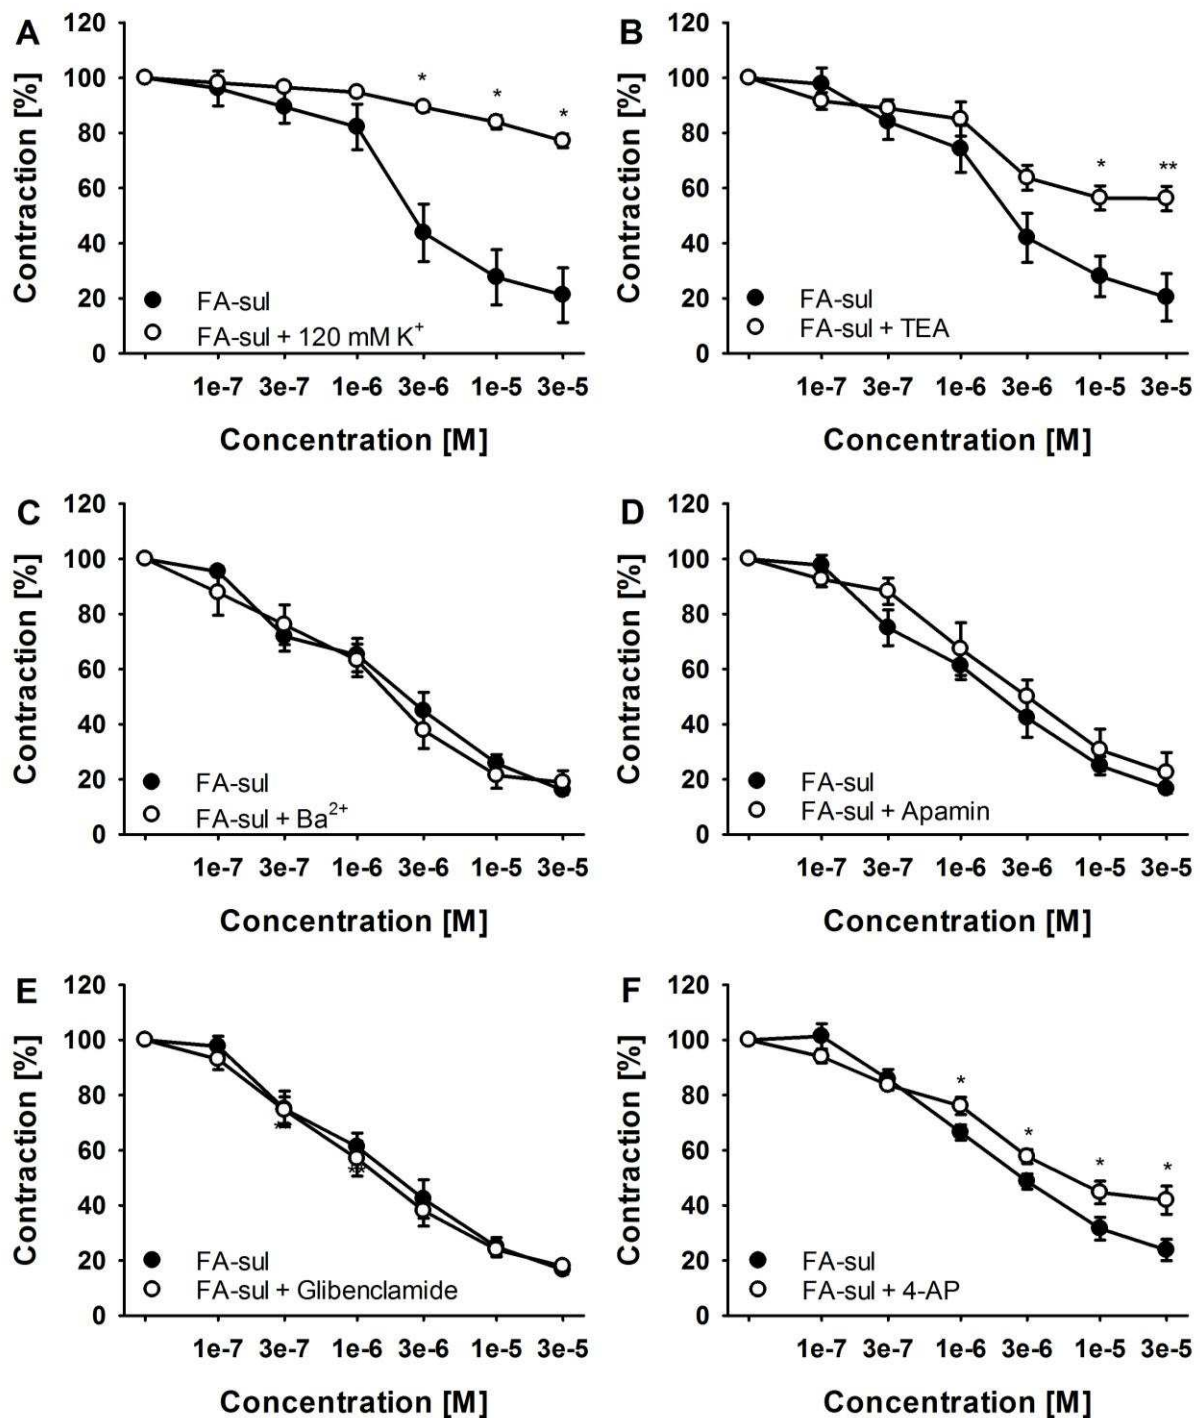 A
Contraction [%]
120
100
80
60
40
20
0
FA-sul
FA-sul + 120 mM K⁺
*
*
*
1e-7 3e-7 1e-6 3e-6 1e-5 3e-5
Concentration [M]
B
Contraction [%]
120
100
80
60
40
20
0
FA-sul
FA-sul + TEA
*
**
1e-7 3e-7 1e-6 3e-6 1e-5 3e-5
Concentration [M]
C
Contraction [%]
120
100
80
60
40
20
0
FA-sul
FA-sul + Ba²⁺
1e-7 3e-7 1e-6 3e-6 1e-5 3e-5
Concentration [M]
D
Contraction [%]
120
100
80
60
40
20
0
FA-sul
FA-sul + Apamin
1e-7 3e-7 1e-6 3e-6 1e-5 3e-5
Concentration [M]
E
Contraction [%]
120
100
80
60
40
20
0
**
**
FA-sul
FA-sul + Glibenclamide
1e-7 3e-7 1e-6 3e-6 1e-5 3e-5
Concentration [M]
F
Contraction [%]
120
100
80
60
40
20
0
*
*
*
*
FA-sul
FA-sul + 4-AP
1e-7 3e-7 1e-6 3e-6 1e-5 3e-5
Concentration [M]